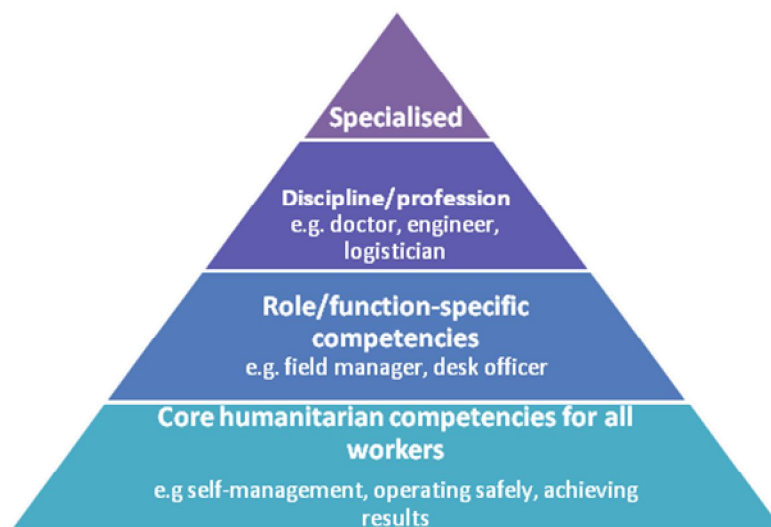 Specialised
Discipline/profession
e.g. doctor, engineer,
logistician
Role/function-specific
competencies
e.g. field manager, desk officer
Core humanitarian competencies for all
workers
e.g self-management, operating safely, achieving
results